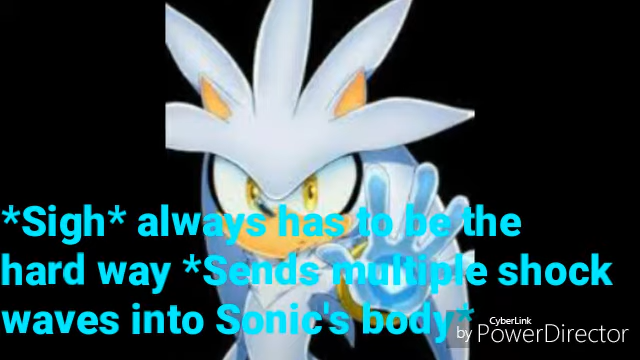 *Sigh* always has to be the
hard way *Sends multiple shock
waves into Sonic's body*
CyberLink
by PowerDirector